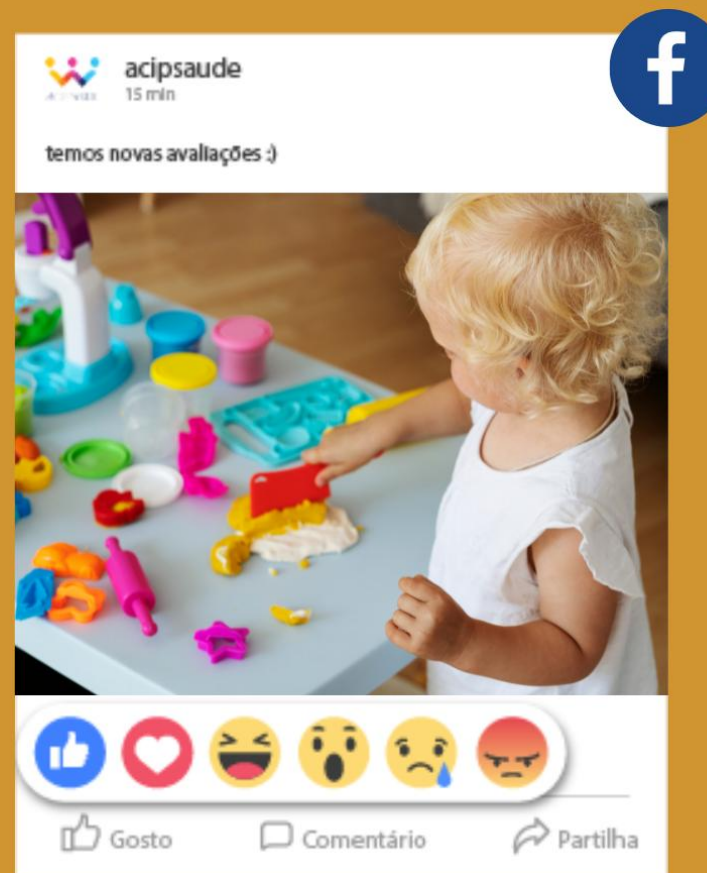 acipsaude
15 min
temos novas avaliações :)
Gosto
Comentário
Partilha